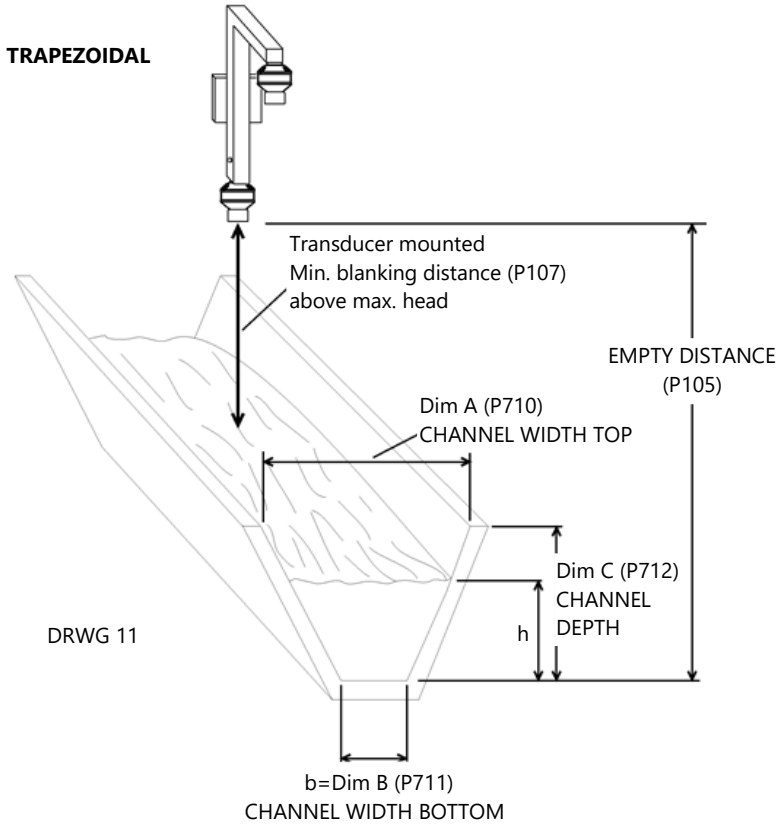 TRAPEZOIDAL
Transducer mounted
Min. blanking distance (P107)
above max. head
EMPTY DISTANCE
(P105)
Dim A (P710)
CHANNEL WIDTH TOP
Dim C (P712)
CHANNEL
DEPTH
h
DRWG 11
b=Dim B (P711)
CHANNEL WIDTH BOTTOM